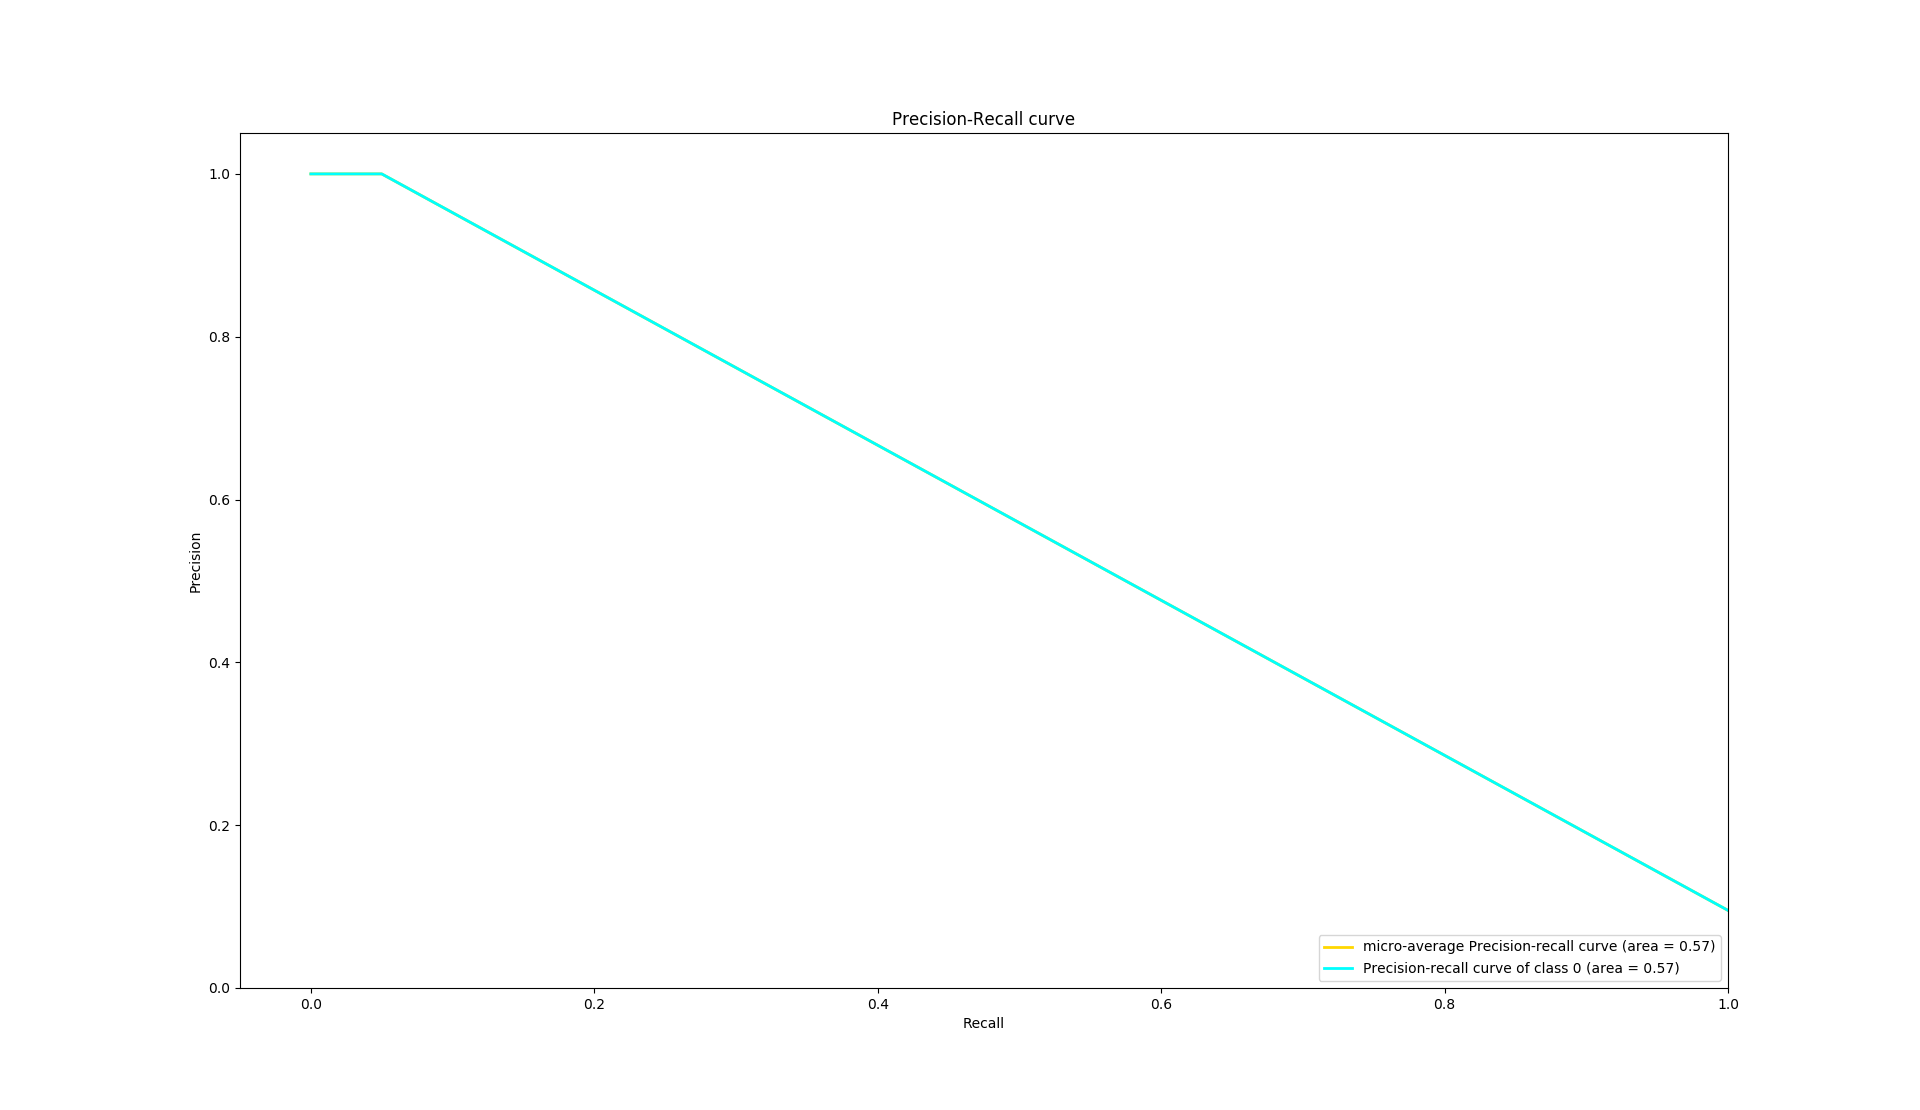 Precision-Recall curve
1.0
0.8
0.6
0.4
0.2
0.0
Precision
0.0 0.2 0.4 0.6 0.8 1.0
Recall
micro-average Precision-recall curve (area = 0.57)
Precision-recall curve of class 0 (area = 0.57)